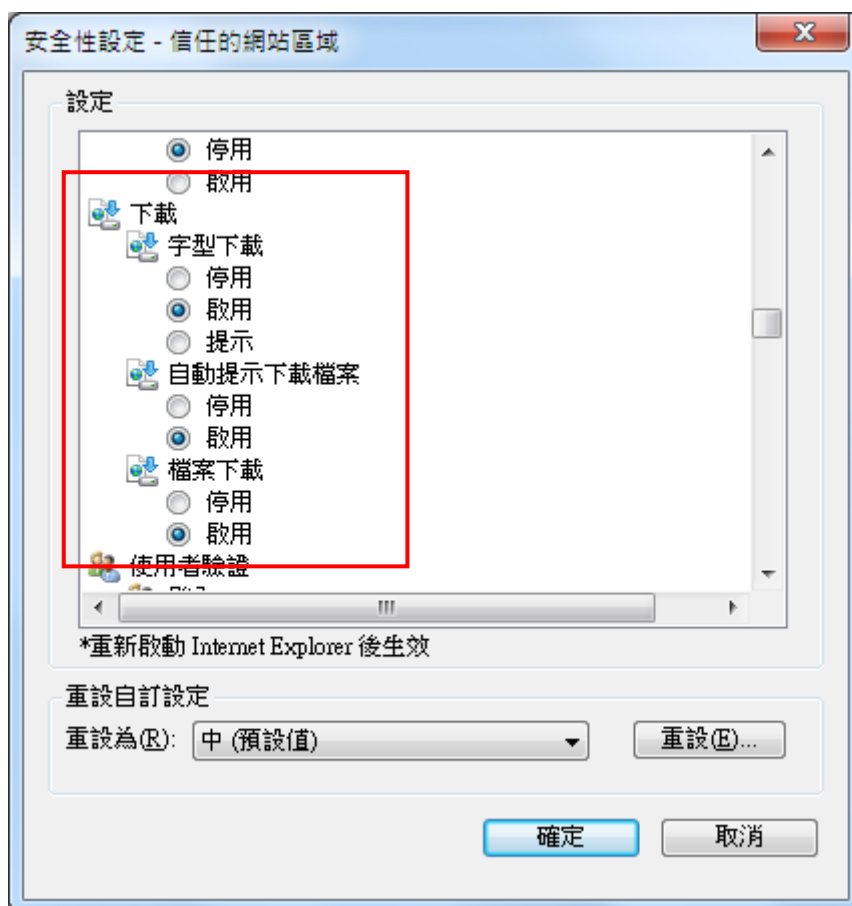 安全性設定 - 信任的網站區域
設定
停用
啟用
下載
字型下載
停用
啟用
提示
自動提示下載檔案
停用
啟用
檔案下載
停用
啟用
使用者驗證
*重新啟動 Internet Explorer 後生效
重設自訂設定
重設為(R):
中 (預設值)
重設(E)...
確定
取消